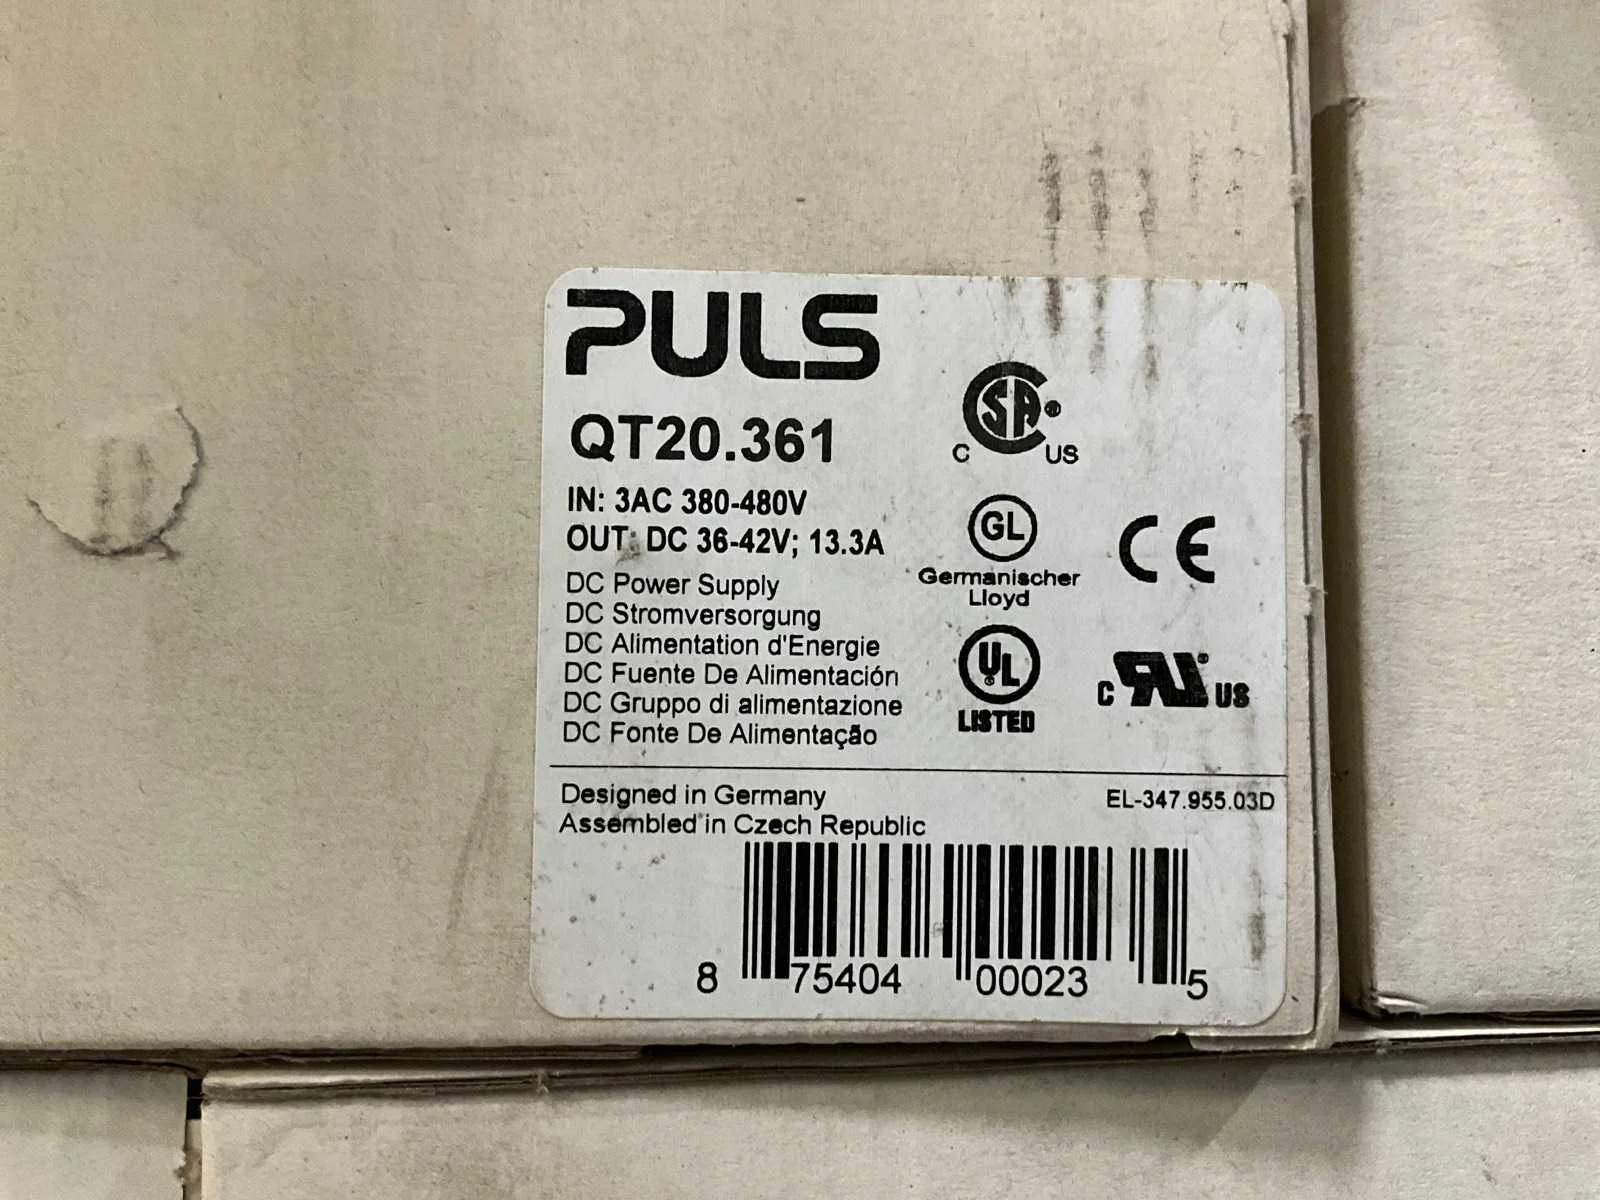 PULS
QT20.361
IN: 3AC 380-480V
OUT: DC 36-42V; 13.3A
DC Power Supply
DC Stromversorgung
DC Alimentation d'Energie
DC Fuente De Alimentación
DC Gruppo di alimentazione
DC Fonte De Alimentação
C SA® C US
GL
Germanischer
Lloyd
CE
UL®
LISTED
C RU® US
Designed in Germany
Assembled in Czech Republic
EL-347.955.03D
8 75404 00023 5